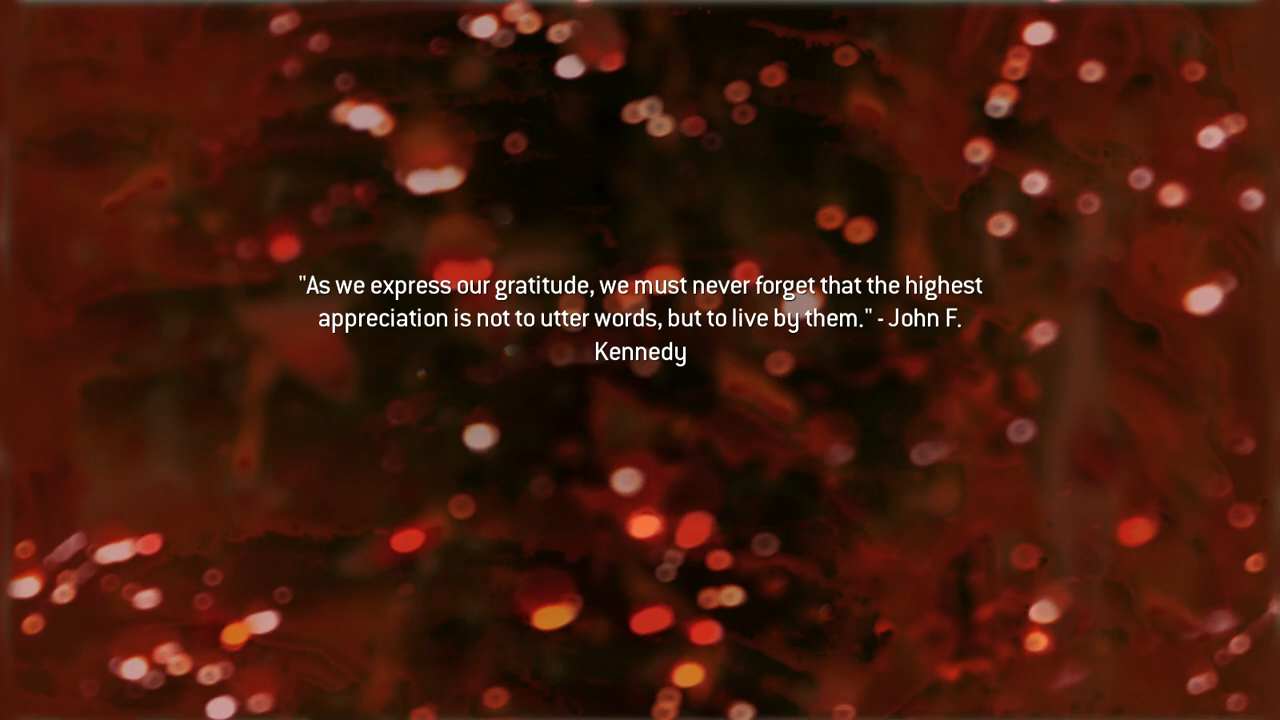 "As we express our gratitude, we must never forget that the highest
appreciation is not to utter words, but to live by them." - John F.
Kennedy